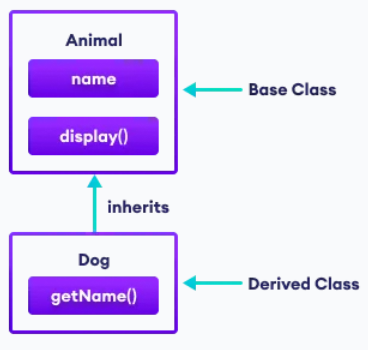 Animal
name
Base Class
display()
inherits
Dog
Derived Class
getName()